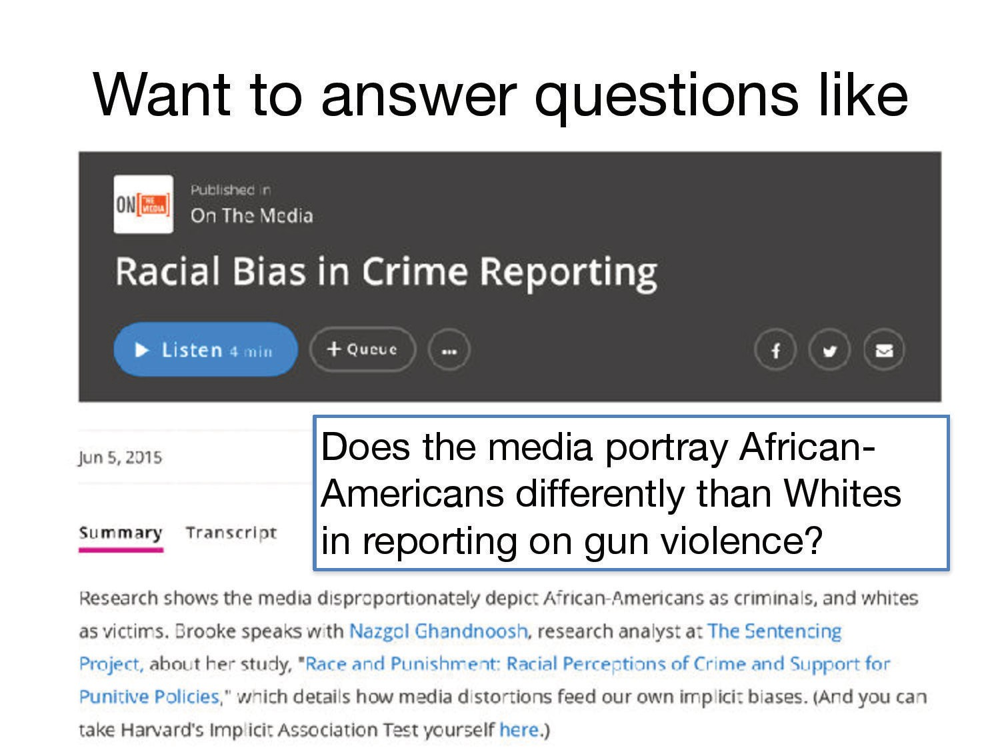 Want to answer questions like
ON [THE MEDIA]
Published in
On The Media
Racial Bias in Crime Reporting
Listen 4 min
+ Queue
...
Jun 5, 2015
Does the media portray African-
Americans differently than Whites
in reporting on gun violence?
Summary Transcript
Research shows the media disproportionately depict African-Americans as criminals, and whites
as victims. Brooke speaks with Nazgol Ghandnoosh, research analyst at The Sentencing
Project, about her study, "Race and Punishment: Racial Perceptions of Crime and Support for
Punitive Policies," which details how media distortions feed our own implicit biases. (And you can
take Harvard's Implicit Association Test yourself here.)